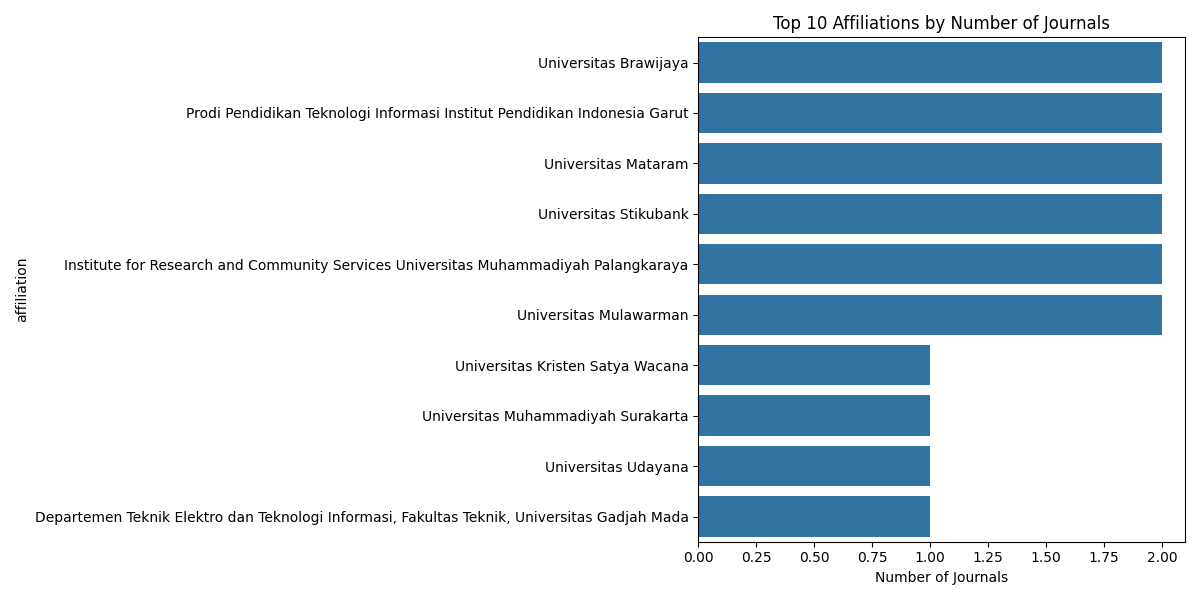 Top 10 Affiliations by Number of Journals
Universitas Brawijaya
Prodi Pendidikan Teknologi Informasi Institut Pendidikan Indonesia Garut
Universitas Mataram
Universitas Stikubank
Institute for Research and Community Services Universitas Muhammadiyah Palangkaraya
Universitas Mulawarman
Universitas Kristen Satya Wacana
Universitas Muhammadiyah Surakarta
Universitas Udayana
Departemen Teknik Elektro dan Teknologi Informasi, Fakultas Teknik, Universitas Gadjah Mada
affiliation
0.00 0.25 0.50 0.75 1.00 1.25 1.50 1.75 2.00
Number of Journals